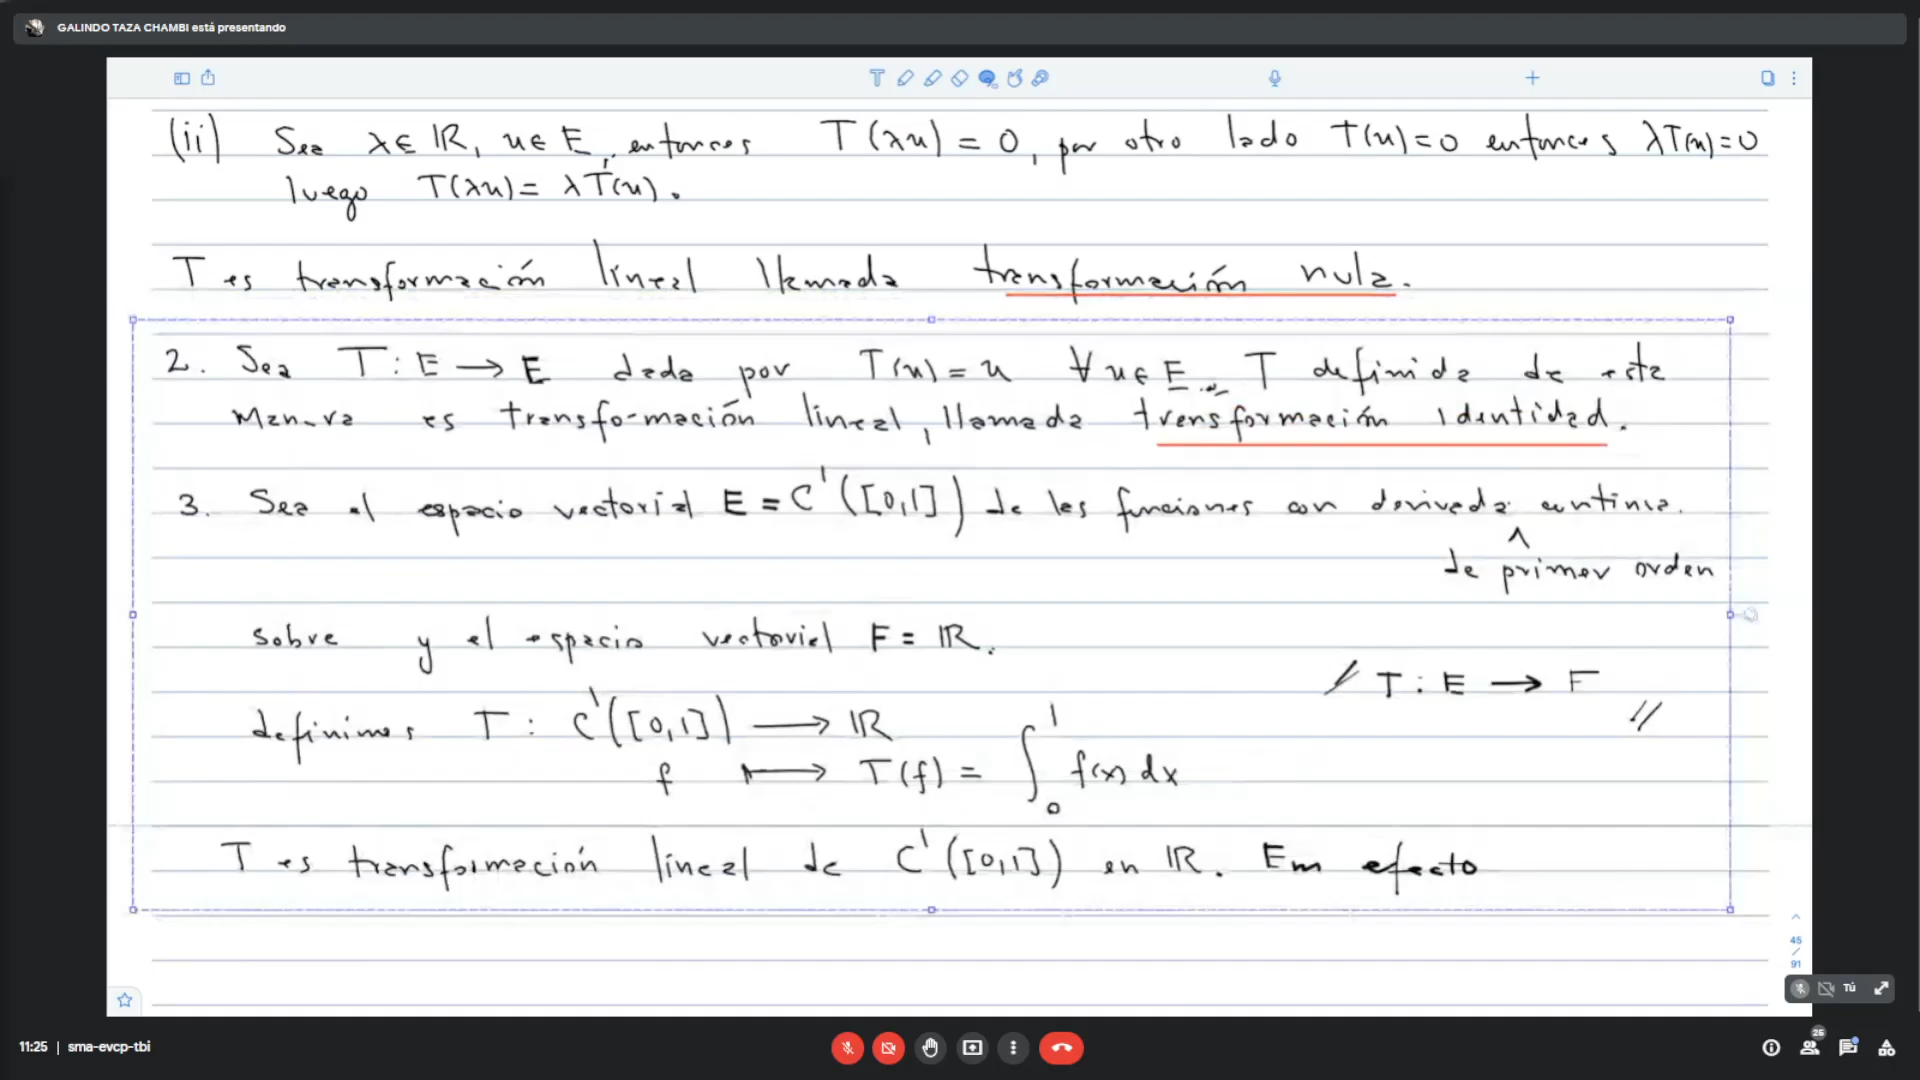 GALINDO TAZA CHAMBI está presentando
(ii) Sea λ∈ℝ, u∈E, entonces T(λu) = 0, por otro lado T(u)=0 entonces λT(u)=0
luego T(λu) = λT(u).
T es transformación lineal llamada transformación nula.
2. Sea T : E → E dada por T(u) = u ∀u∈E. T definida de esta
manera es transformación lineal, llamada transformación identidad.
3. Sea el espacio vectorial E = C¹([0,1]) de las funciones con derivada continua.
^
de primer orden
sobre y el espacio vectorial F = ℝ.
// T : E → F //
definimos T : C¹([0,1]) → ℝ
f ↦ T(f) = ∫₀¹ f(x) dx
T es transformación lineal de C¹([0,1]) en ℝ. Em efecto
45
/
91
Tú
11:25 | sma-evcp-tbi
25